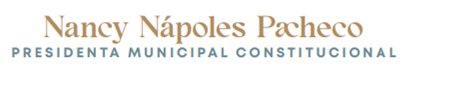 Nancy Nápoles Pacheco
PRESIDENTA MUNICIPAL CONSTITUCIONAL